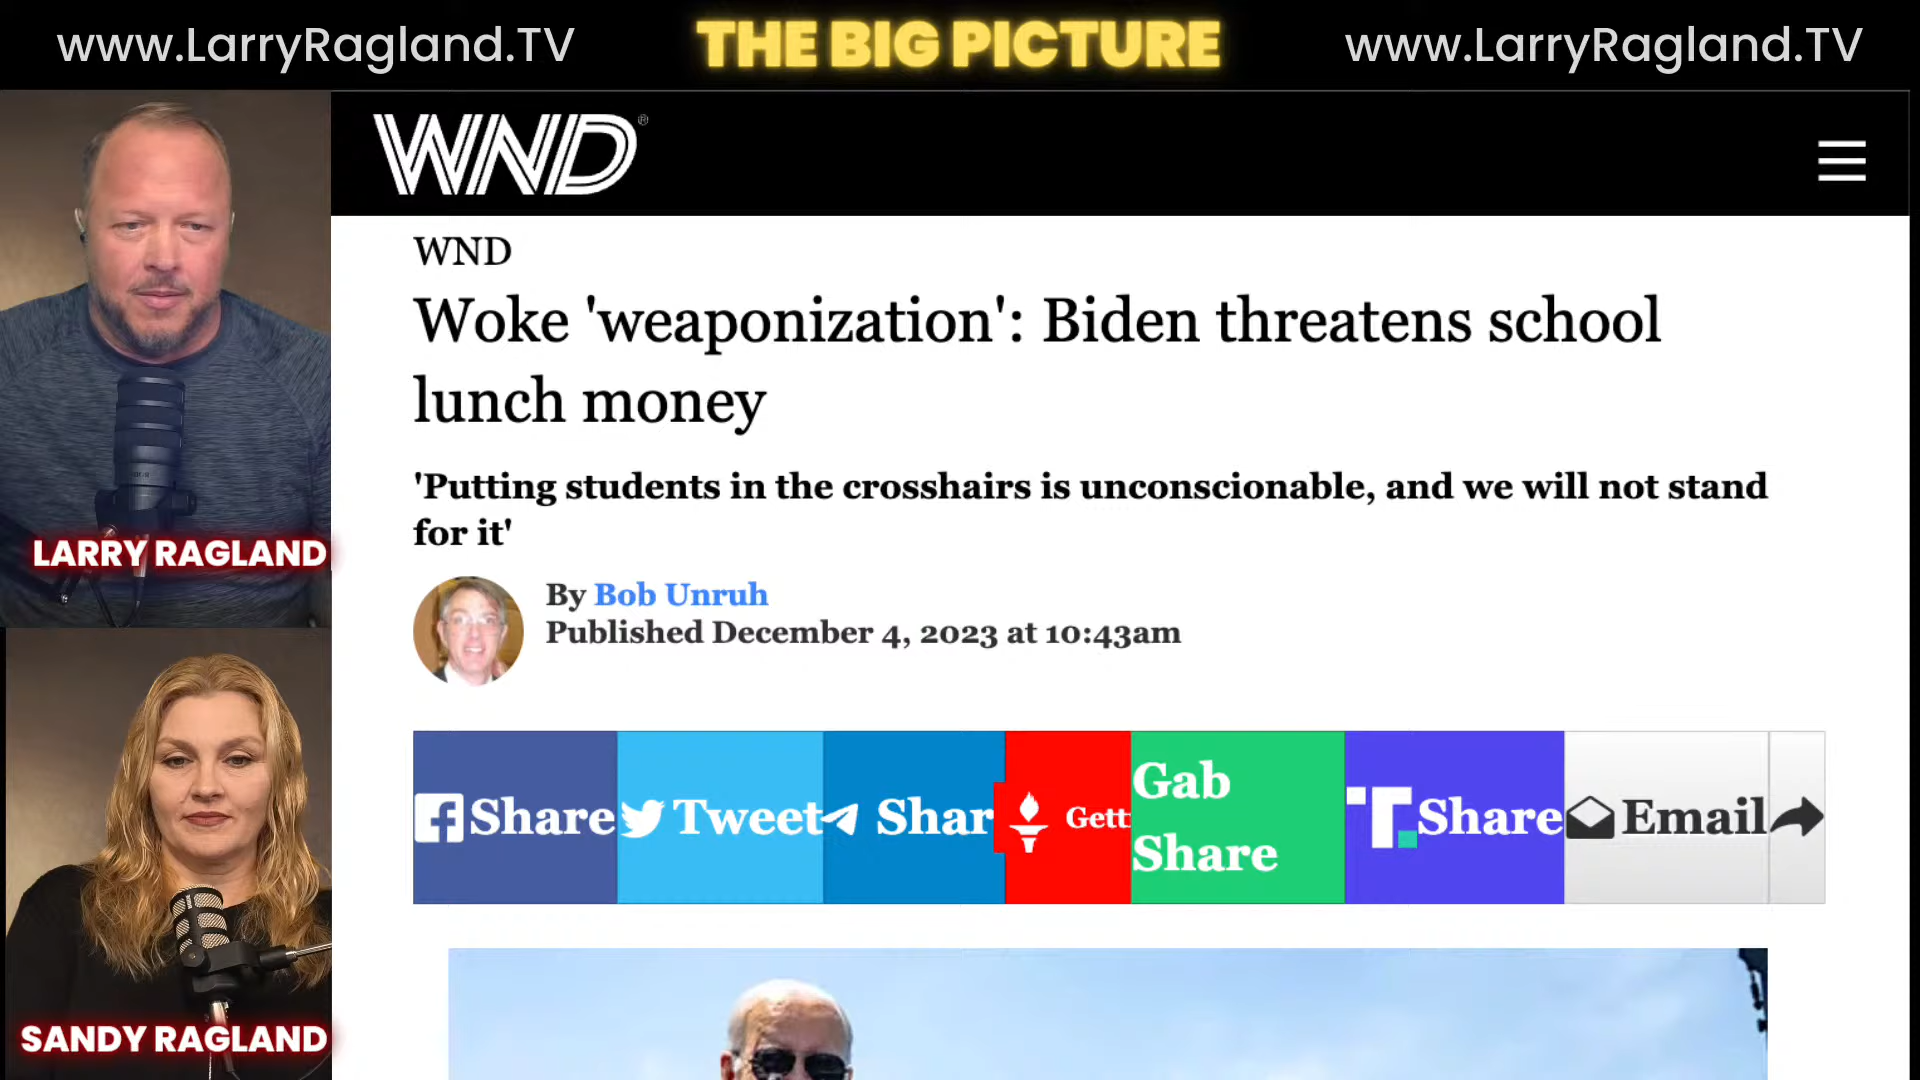 www.LarryRagland.TV
THE BIG PICTURE
www.LarryRagland.TV
WND®
WND
Woke 'weaponization': Biden threatens school
lunch money
'Putting students in the crosshairs is unconscionable, and we will not stand
for it'
By Bob Unruh
Published December 4, 2023 at 10:43am
Share
Tweet
Shar
Gett
Gab
Share
Share
Email
LARRY RAGLAND
SANDY RAGLAND